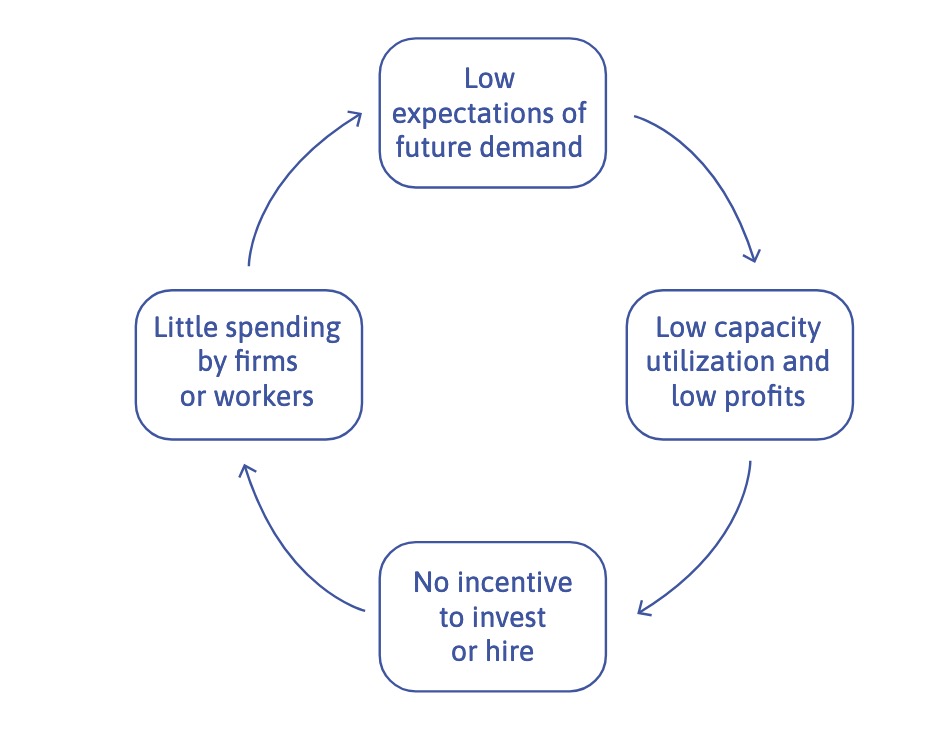 Low
expectations of
future demand
Low capacity
utilization and
low profits
No incentive
to invest
or hire
Little spending
by firms
or workers